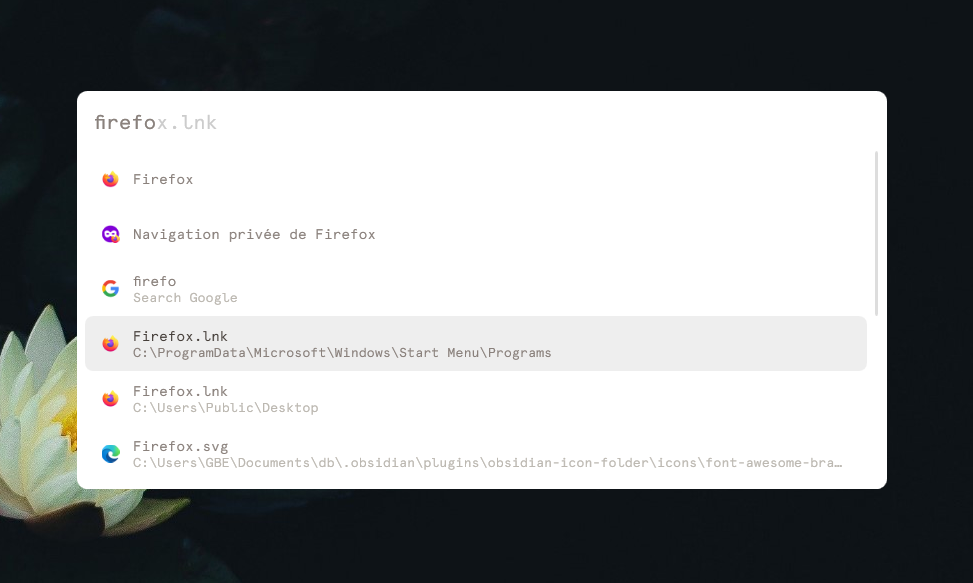 firefox.lnk
Firefox
Navigation privée de Firefox
firefo
Search Google
Firefox.lnk
C:\ProgramData\Microsoft\Windows\Start Menu\Programs
Firefox.lnk
C:\Users\Public\Desktop
Firefox.svg
C:\Users\GBE\Documents\db\.obsidian\plugins\obsidian-icon-folder\icons\font-awesome-bra…